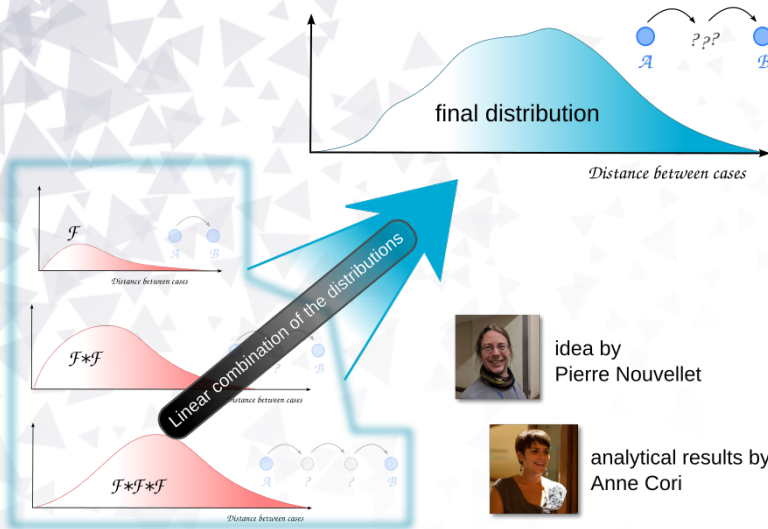 ???
A
B
final distribution
Distance between cases
F
A
B
Distance between cases
F*F
?
B
Distance between cases
Linear combination of the distributions
F*F*F
A
?
?
B
Distance between cases
idea by
Pierre Nouvellet
analytical results by
Anne Cori